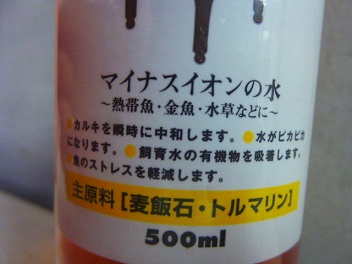 マイナスイオンの水
～熱帯魚・金魚・水草などに～
●カルキを瞬時に中和します。●水がピカピカ
になります。●飼育水の有機物を吸着します。
●魚のストレスを軽減します。
主原料[麦飯石・トルマリン]
500ml